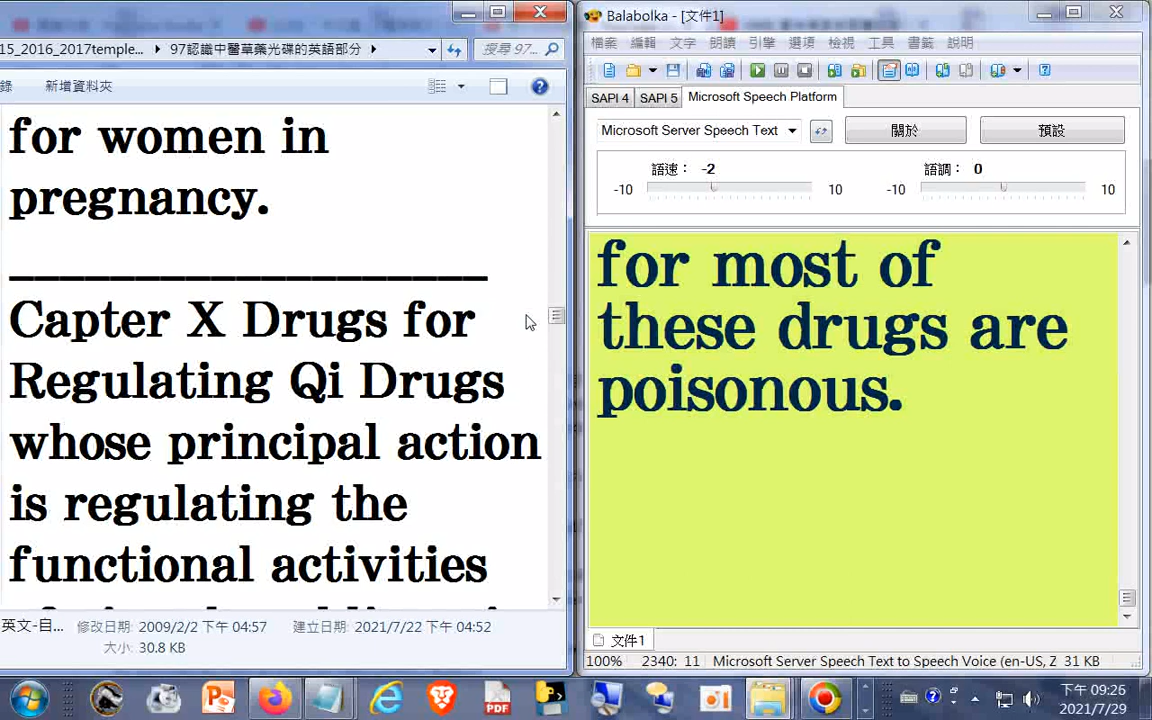 15_2016_2017temple...
97認識中醫草藥光碟的英語部分
搜尋 97...
錄
新增資料夾
for women in
pregnancy.
___________________
Capter X Drugs for
Regulating Qi Drugs
whose principal action
is regulating the
functional activities
英文-自...
修改日期: 2009/2/2 下午 04:57
建立日期: 2021/7/22 下午 04:52
大小: 30.8 KB
Balabolka - [文件1]
檔案 編輯 文字 朗讀 引擎 選項 檢視 工具 書籤 說明
SAPI 4 SAPI 5 Microsoft Speech Platform
Microsoft Server Speech Text
關於
預設
語速： -2
語調： 0
-10 10 -10 10
for most of
these drugs are
poisonous.
文件1
100% 2340: 11 Microsoft Server Speech Text to Speech Voice (en-US, Z 31 KB
PDF
下午 09:26
2021/7/29